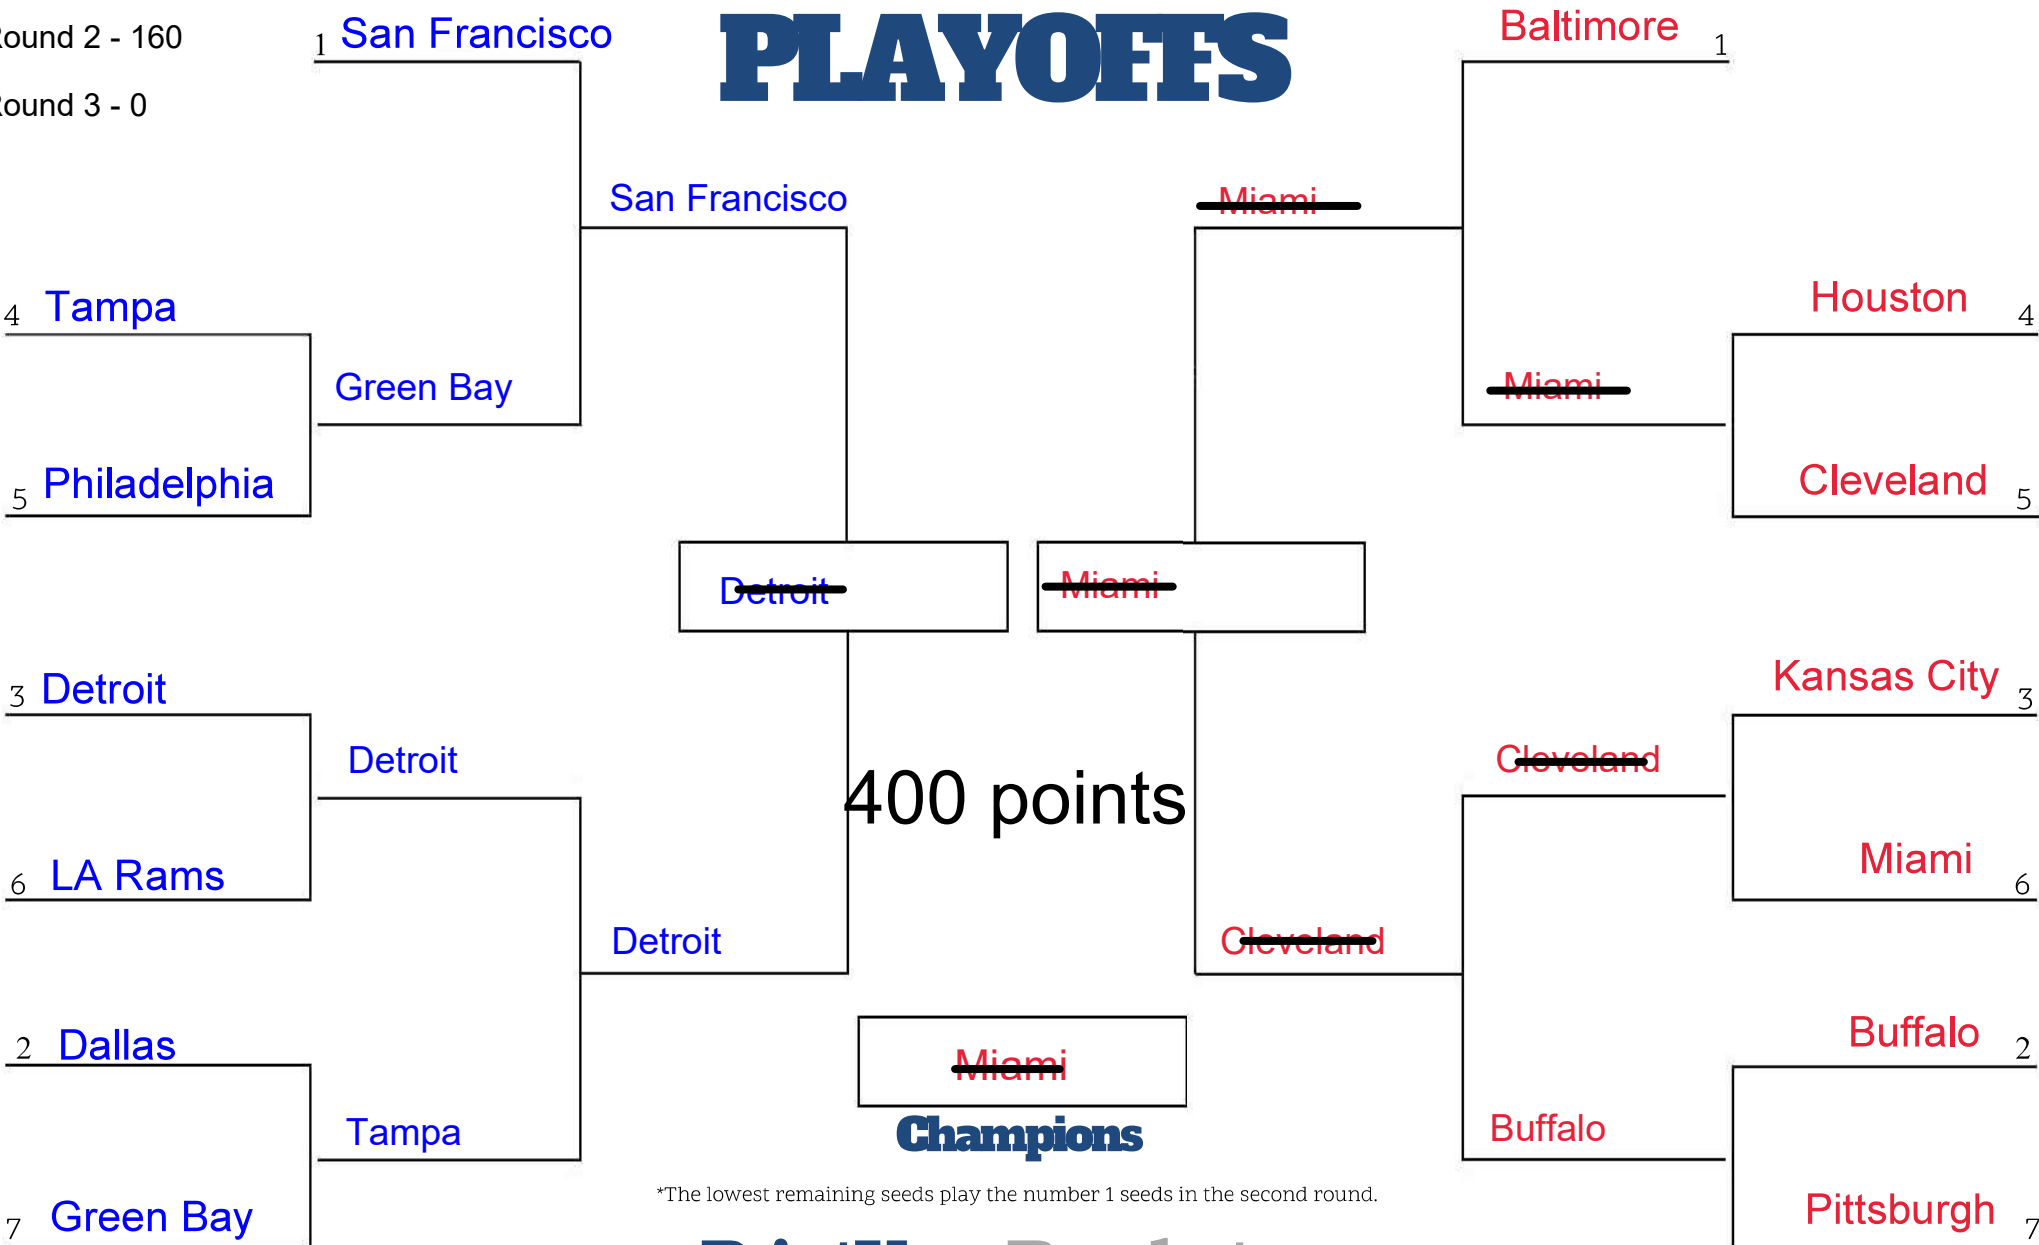 Round 2 - 160
Round 3 - 0
PLAYOFFS
1 San Francisco
San Francisco
4 Tampa
Green Bay
5 Philadelphia
Detroit
3 Detroit
Detroit
6 LA Rams
Detroit
2 Dallas
Tampa
7 Green Bay
400 points
Miami
Champions
*The lowest remaining seeds play the number 1 seeds in the second round.
Baltimore 1
Miami
Houston 4
Miami
Cleveland 5
Miami
Kansas City 3
Cleveland
Miami 6
Cleveland
Buffalo 2
Buffalo
Pittsburgh 7